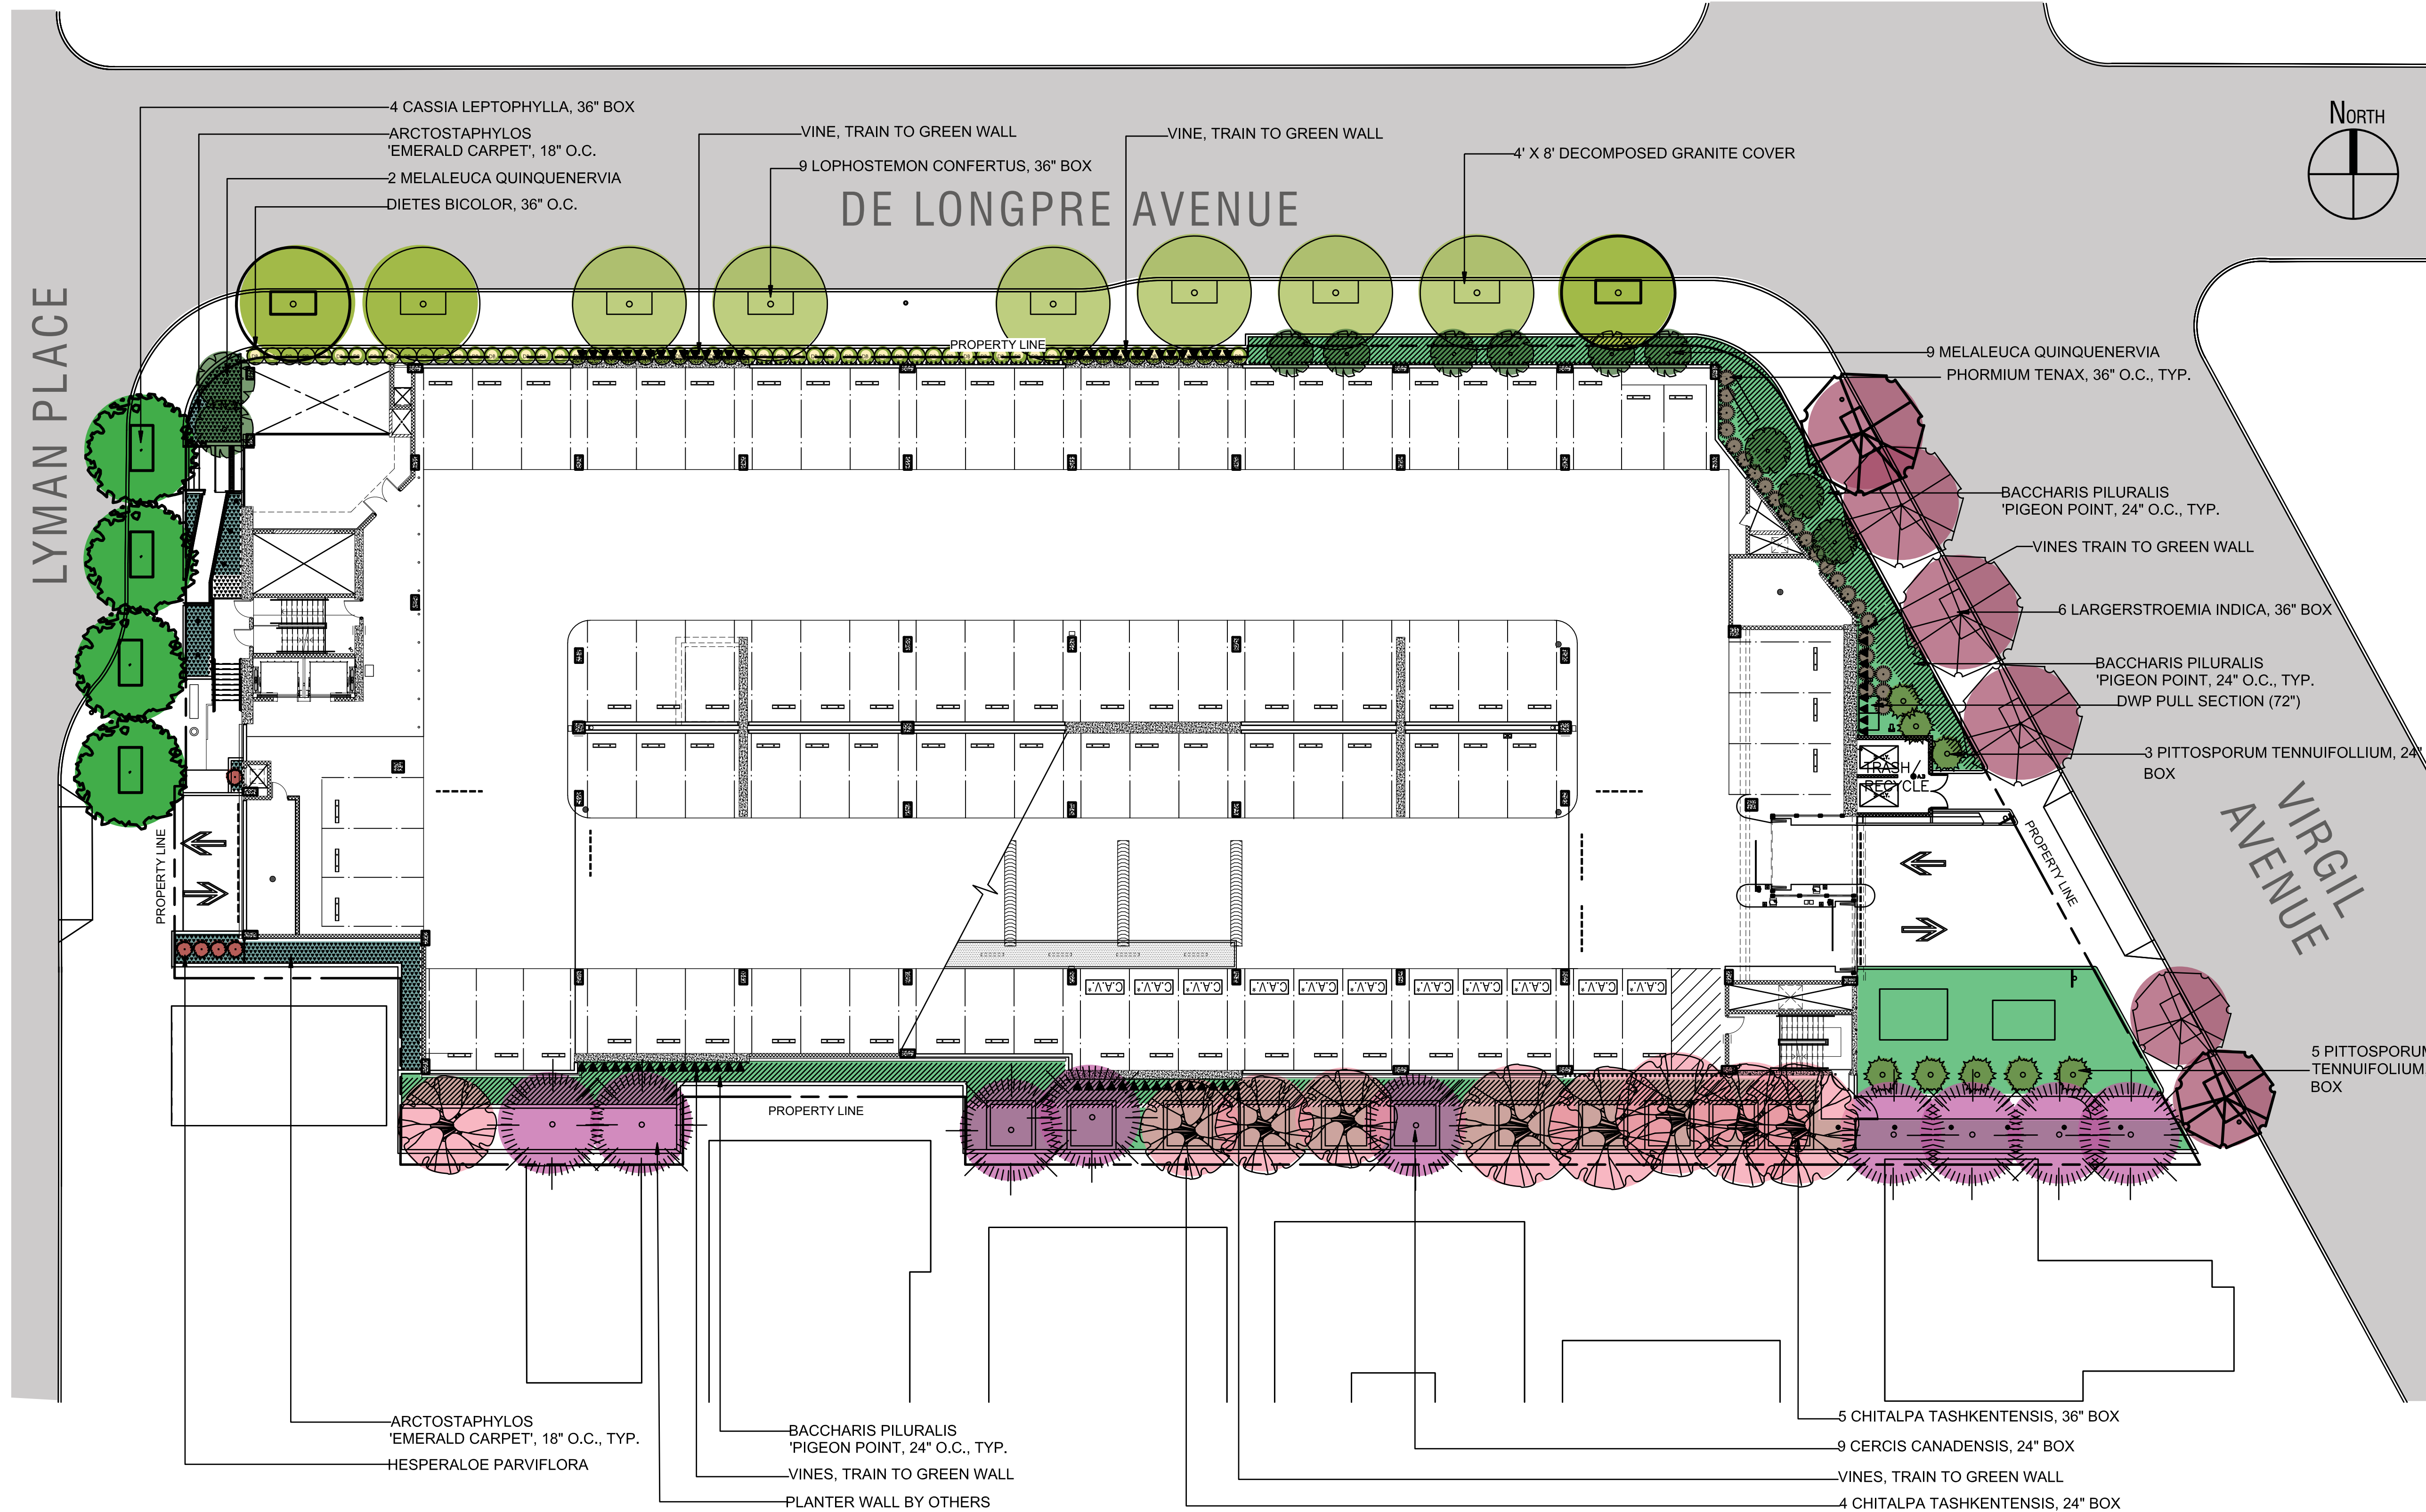 4 CASSIA LEPTOPHYLLA, 36" BOX
ARCTOSTAPHYLOS
'EMERALD CARPET', 18" O.C.
2 MELALEUCA QUINQUENERVIA
DIETES BICOLOR, 36" O.C.
VINE, TRAIN TO GREEN WALL
9 LOPHOSTEMON CONFERTUS, 36" BOX
VINE, TRAIN TO GREEN WALL
4' X 8' DECOMPOSED GRANITE COVER
NORTH
DE LONGPRE AVENUE
LYMAN PLACE
PROPERTY LINE
9 MELALEUCA QUINQUENERVIA
PHORMIUM TENAX, 36" O.C., TYP.
BACCHARIS PILURALIS
'PIGEON POINT, 24" O.C., TYP.
VINES TRAIN TO GREEN WALL
6 LARGERSTROEMIA INDICA, 36" BOX
BACCHARIS PILURALIS
'PIGEON POINT, 24" O.C., TYP.
DWP PULL SECTION (72")
3 PITTOSPORUM TENNUIFOLLIUM, 24"
BOX
TRASH/
RECYCLE
VIRGIL
AVENUE
PROPERTY LINE
PROPERTY LINE
C.A.V.*
C.A.V.*
C.A.V.*
C.A.V.*
C.A.V.*
C.A.V.*
C.A.V.*
C.A.V.*
C.A.V.*
C.A.V.*
C.A.V.*
5 PITTOSPORUM
TENNUIFOLIUM
BOX
PROPERTY LINE
ARCTOSTAPHYLOS
'EMERALD CARPET', 18" O.C., TYP.
HESPERALOE PARVIFLORA
BACCHARIS PILURALIS
'PIGEON POINT, 24" O.C., TYP.
VINES, TRAIN TO GREEN WALL
PLANTER WALL BY OTHERS
5 CHITALPA TASHKENTENSIS, 36" BOX
9 CERCIS CANADENSIS, 24" BOX
VINES, TRAIN TO GREEN WALL
4 CHITALPA TASHKENTENSIS, 24" BOX